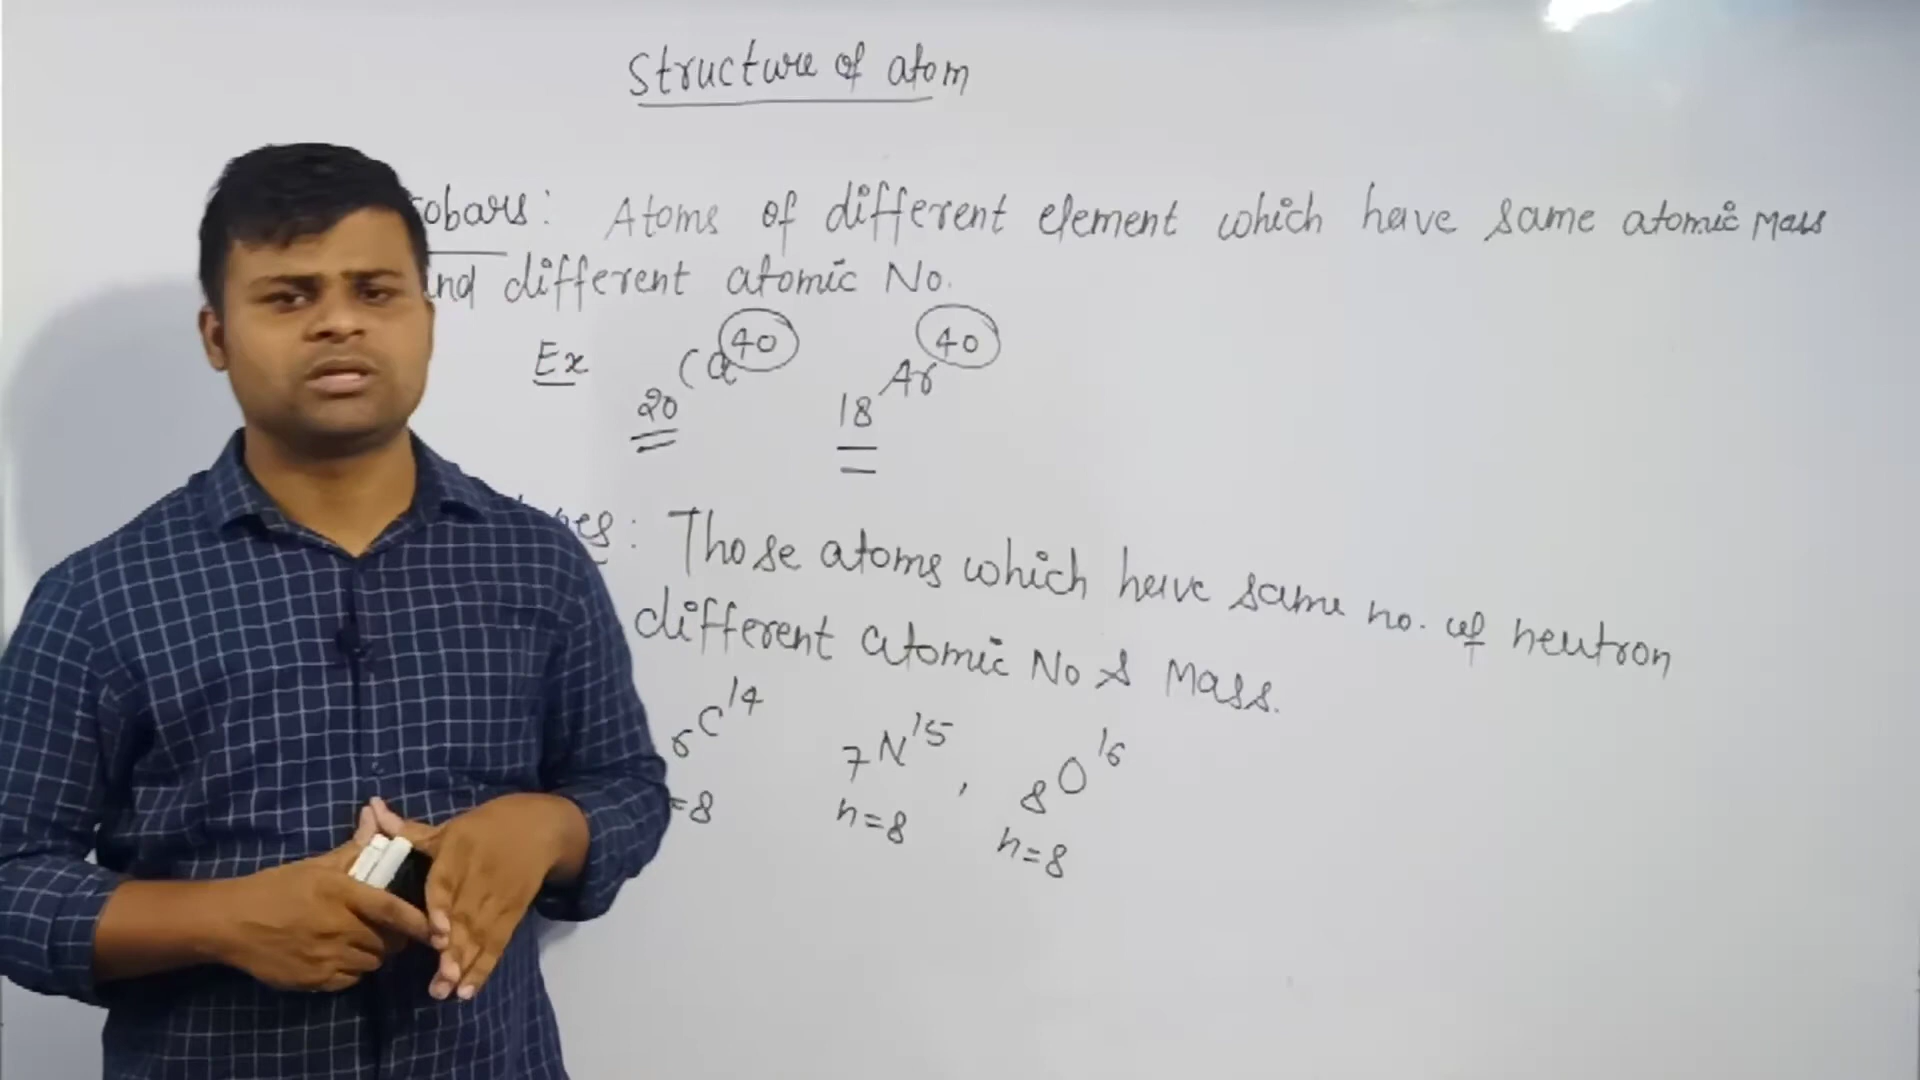 Structure of atom
obars: Atoms of different element which have same atomic Mass
nd different atomic No.
Ex 20Ca40 18Ar40
nes: Those atoms which have same no. of neutron
different atomic No & Mass.
6C14 7N15, 8O16
=8 n=8 n=8